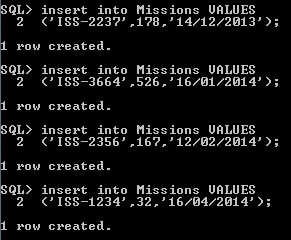 SQL> insert into Missions VALUES
2 ('ISS-2237',178,'14/12/2013');
1 row created.
SQL> insert into Missions VALUES
2 ('ISS-3664',526,'16/01/2014');
1 row created.
SQL> insert into Missions VALUES
2 ('ISS-2356',167,'12/02/2014');
1 row created.
SQL> insert into Missions VALUES
2 ('ISS-1234',32,'16/04/2014');
1 row created.